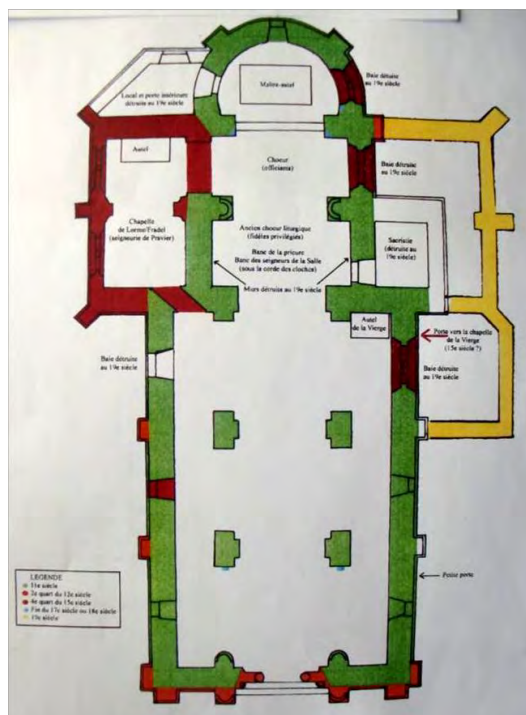 Local et porte intérieure
détruite au 19e siècle
Maître-autel
Baie détruite
au 19e siècle
Autel
Choeur
(officiants)
Baie détruite
au 19e siècle
Chapelle
de Lorme/Fradel
(seigneurie de Pravier)
Ancien choeur liturgique
(fidèles privilégiés)
Sacristie
(détruite au
19e siècle)
Banc de la prieure
Banc des seigneurs de la Salle
(sous la corde des cloches)
Murs détruits au 19e siècle
Autel
de la Vierge
Porte vers la chapelle
de la Vierge
(15e siècle ?)
Baie détruite
au 19e siècle
Baie détruite
au 19e siècle
Petite porte
LEGENDE
11e siècle
2e quart du 12e siècle
4e quart du 15e siècle
Fin du 17e siècle ou 18e siècle
19e siècle